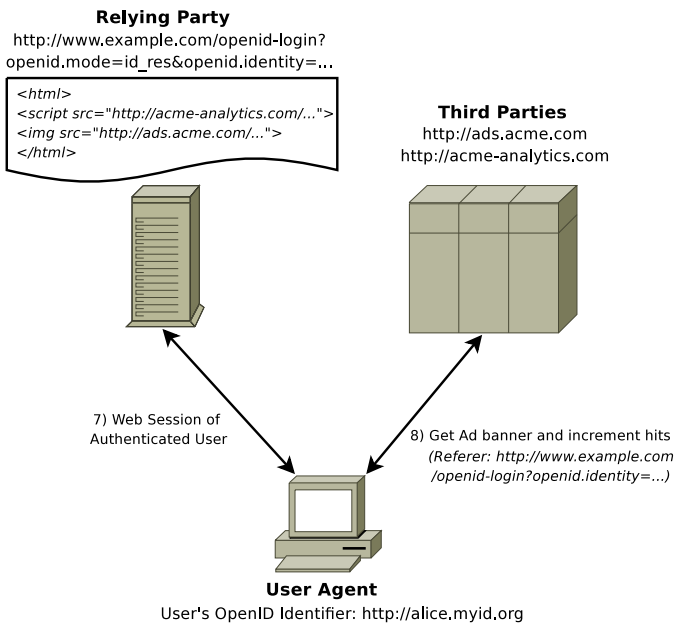 Relying Party
http://www.example.com/openid-login?
openid.mode=id_res&openid.identity=...
<html>
<script src="http://acme-analytics.com/...">
<img src="http://ads.acme.com/...">
</html>
Third Parties
http://ads.acme.com
http://acme-analytics.com
7) Web Session of
Authenticated User
8) Get Ad banner and increment hits
(Referer: http://www.example.com
/openid-login?openid.identity=...)
User Agent
User's OpenID Identifier: http://alice.myid.org